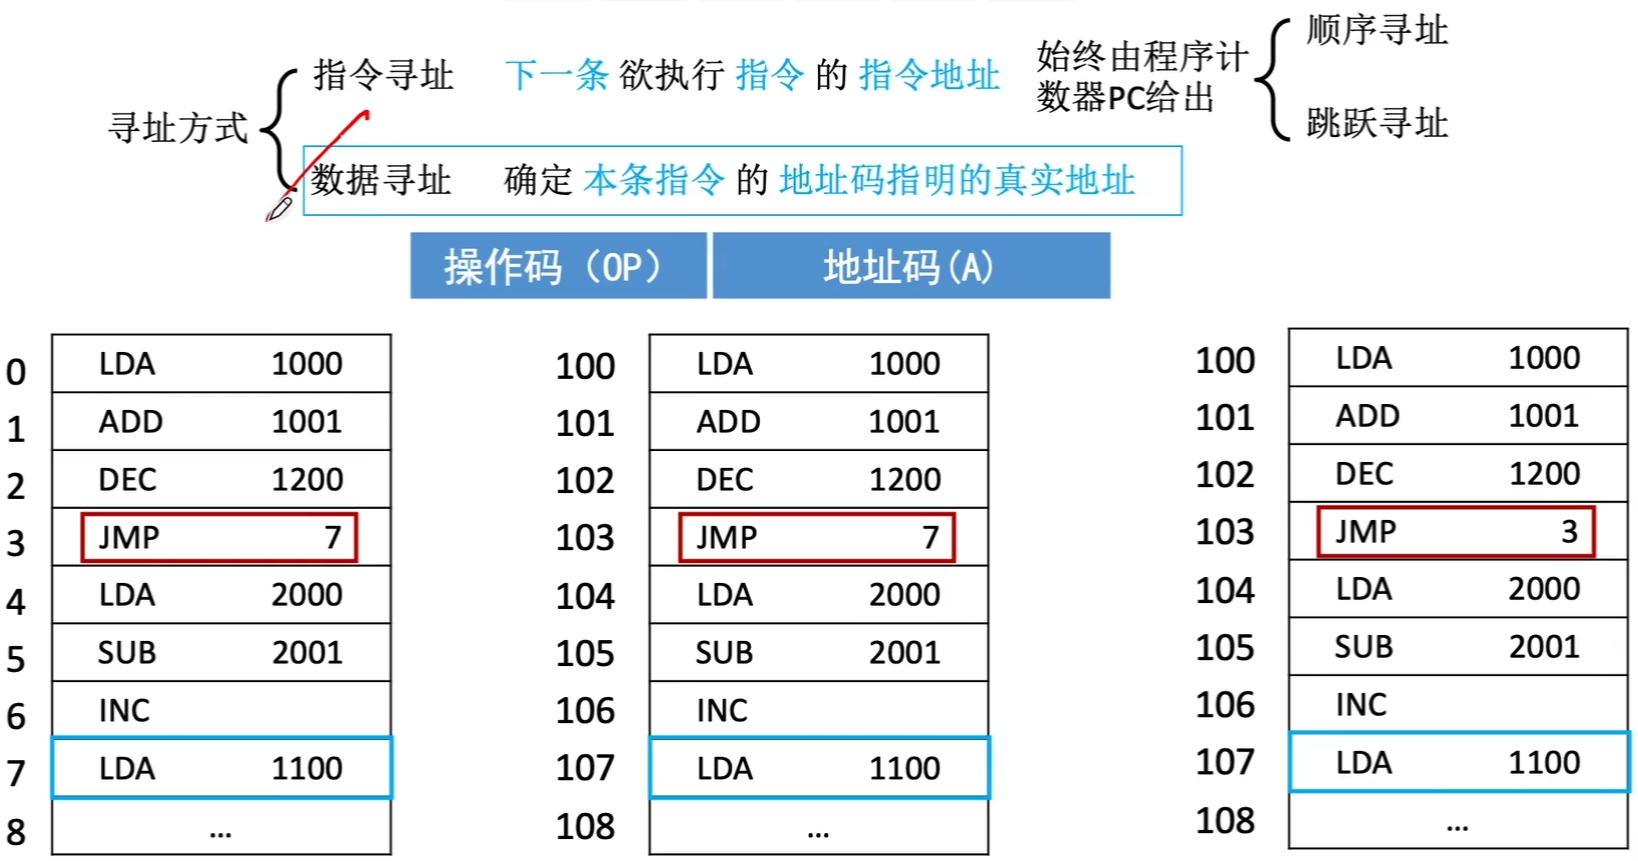 寻址方式
指令寻址 下一条 欲执行 指令 的 指令地址
始终由程序计
数器PC给出
顺序寻址
跳跃寻址
数据寻址 确定 本条指令 的 地址码指明的真实地址
操作码（OP） 地址码(A)
0 LDA 1000
1 ADD 1001
2 DEC 1200
3 JMP 7
4 LDA 2000
5 SUB 2001
6 INC
7 LDA 1100
8 ...
100 LDA 1000
101 ADD 1001
102 DEC 1200
103 JMP 7
104 LDA 2000
105 SUB 2001
106 INC
107 LDA 1100
108 ...
100 LDA 1000
101 ADD 1001
102 DEC 1200
103 JMP 3
104 LDA 2000
105 SUB 2001
106 INC
107 LDA 1100
108 ...